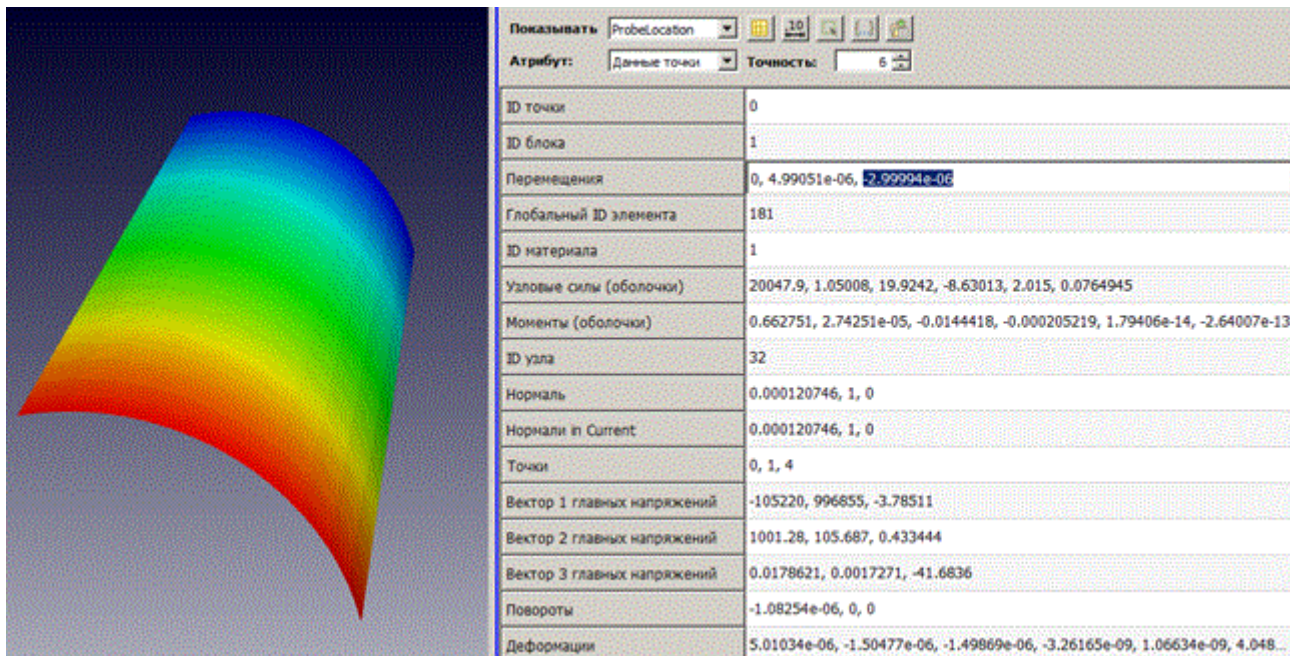 Показывать ProbeLocation
Атрибут: Данные точки Точность: 6
ID точки 0
ID блока 1
Перемещения 0, 4.99051e-06, -2.99994e-06
Глобальный ID элемента 181
ID материала 1
Узловые силы (оболочки) 20047.9, 1.05008, 19.9242, -8.63013, 2.015, 0.0764945
Моменты (оболочки) 0.662751, 2.74251e-05, -0.0144418, -0.000205219, 1.79406e-14, -2.64007e-13
ID узла 32
Нормаль 0.000120746, 1, 0
Нормали in Current 0.000120746, 1, 0
Точки 0, 1, 4
Вектор 1 главных напряжений -105220, 996855, -3.78511
Вектор 2 главных напряжений 1001.28, 105.687, 0.433444
Вектор 3 главных напряжений 0.0178621, 0.0017271, -41.6836
Повороты -1.08254e-06, 0, 0
Деформации 5.01034e-06, -1.50477e-06, -1.49869e-06, -3.26165e-09, 1.06634e-09, 4.048...